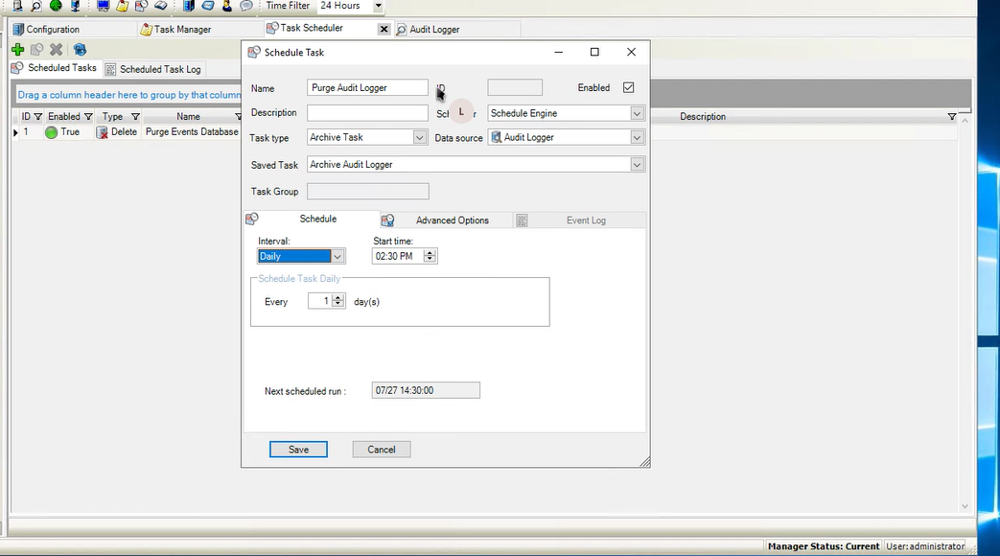 Time Filter 24 Hours
Configuration Task Manager Task Scheduler Audit Logger
Scheduled Tasks Scheduled Task Log
Drag a column header here to group by that column
ID Enabled Type Name Description
1 True Delete Purge Events Database
Schedule Task
Name Purge Audit Logger ID Enabled
Description Schedule Engine
Task type Archive Task Data source Audit Logger
Saved Task Archive Audit Logger
Task Group
Schedule Advanced Options Event Log
Interval: Start time:
Daily 02:30 PM
Schedule Task Daily
Every 1 day(s)
Next scheduled run : 07/27 14:30:00
Save Cancel
Manager Status: Current User: administrator